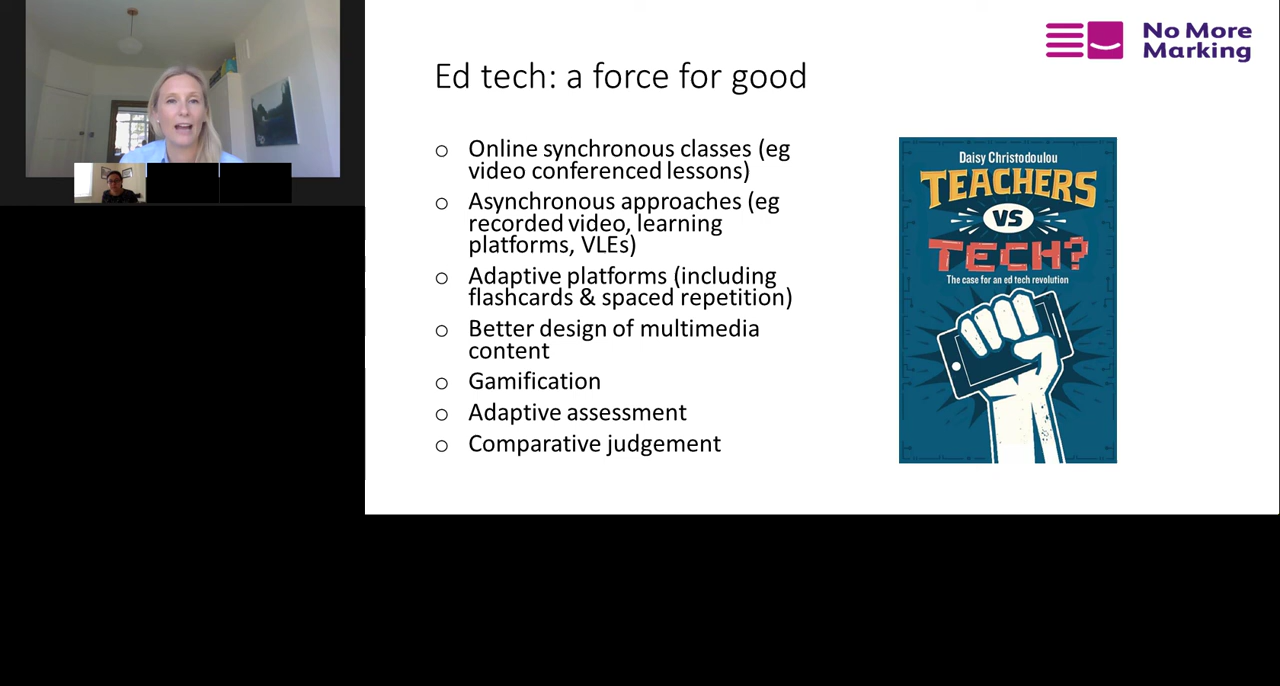 No More
Marking
Ed tech: a force for good
o Online synchronous classes (eg
video conferenced lessons)
o Asynchronous approaches (eg
recorded video, learning
platforms, VLEs)
o Adaptive platforms (including
flashcards & spaced repetition)
o Better design of multimedia
content
o Gamification
o Adaptive assessment
o Comparative judgement
Daisy Christodoulou
TEACHERS
VS
TECH?
The case for an ed tech revolution